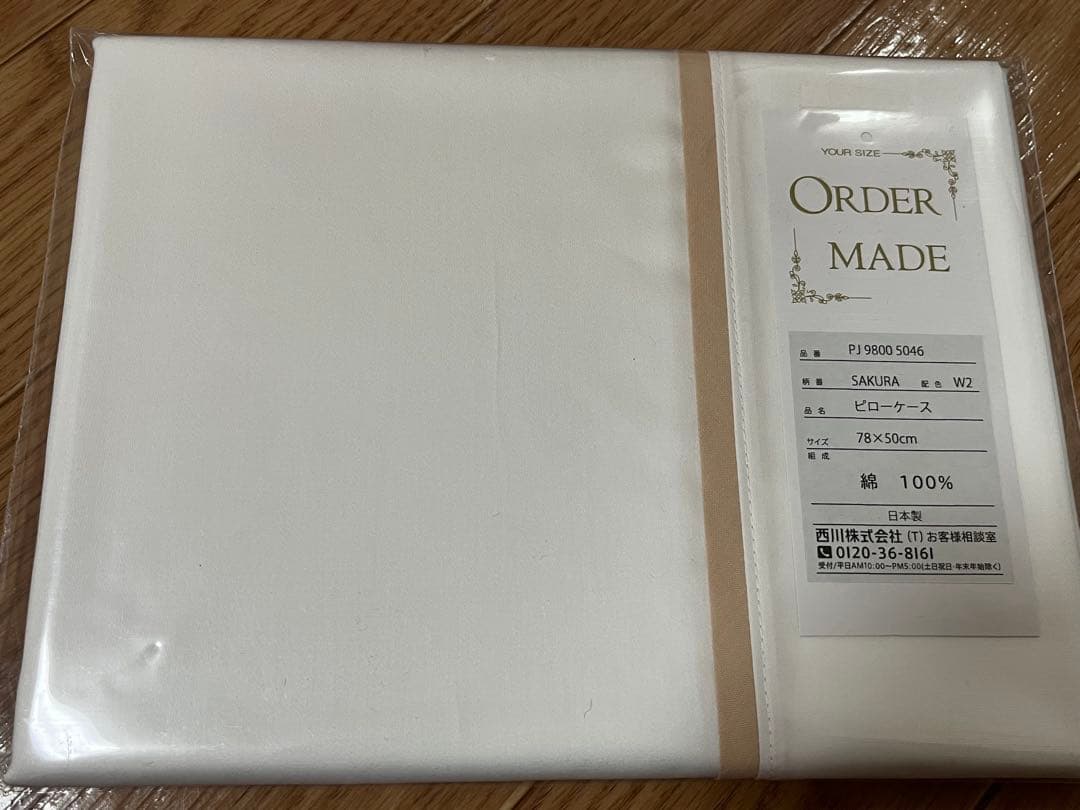 YOUR SIZE
ORDER
MADE
品番 PJ 9800 5046
柄番 SAKURA 配色 W2
品名 ピローケース
サイズ 78×50cm
組成
綿 100%
日本製
西川株式会社 (T) お客様相談室
0120-36-8161
受付/平日AM10:00〜PM5:00(土日祝日・年末年始除く)